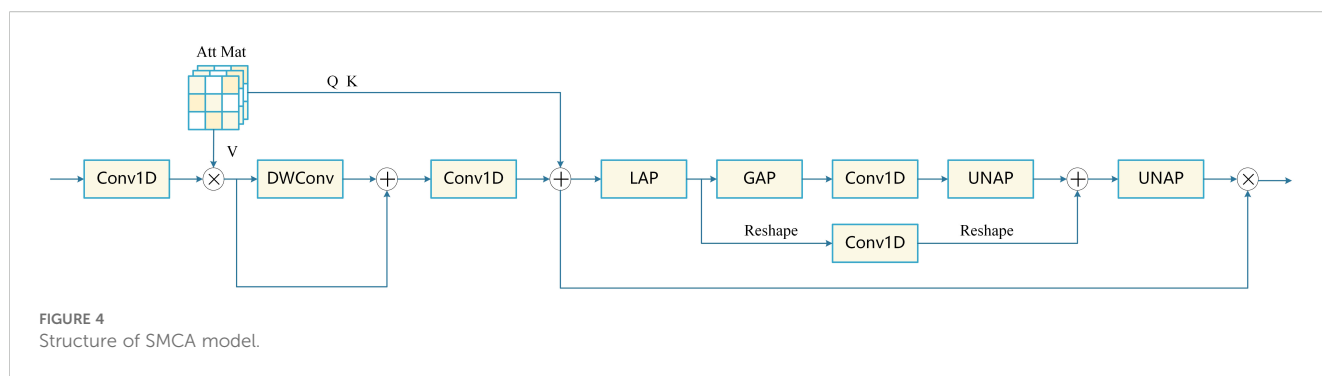 Att Mat
Q K
V
Conv1D
DWConv
Conv1D
LAP
GAP
Conv1D
UNAP
UNAP
Reshape
Conv1D
Reshape
FIGURE 4
Structure of SMCA model.